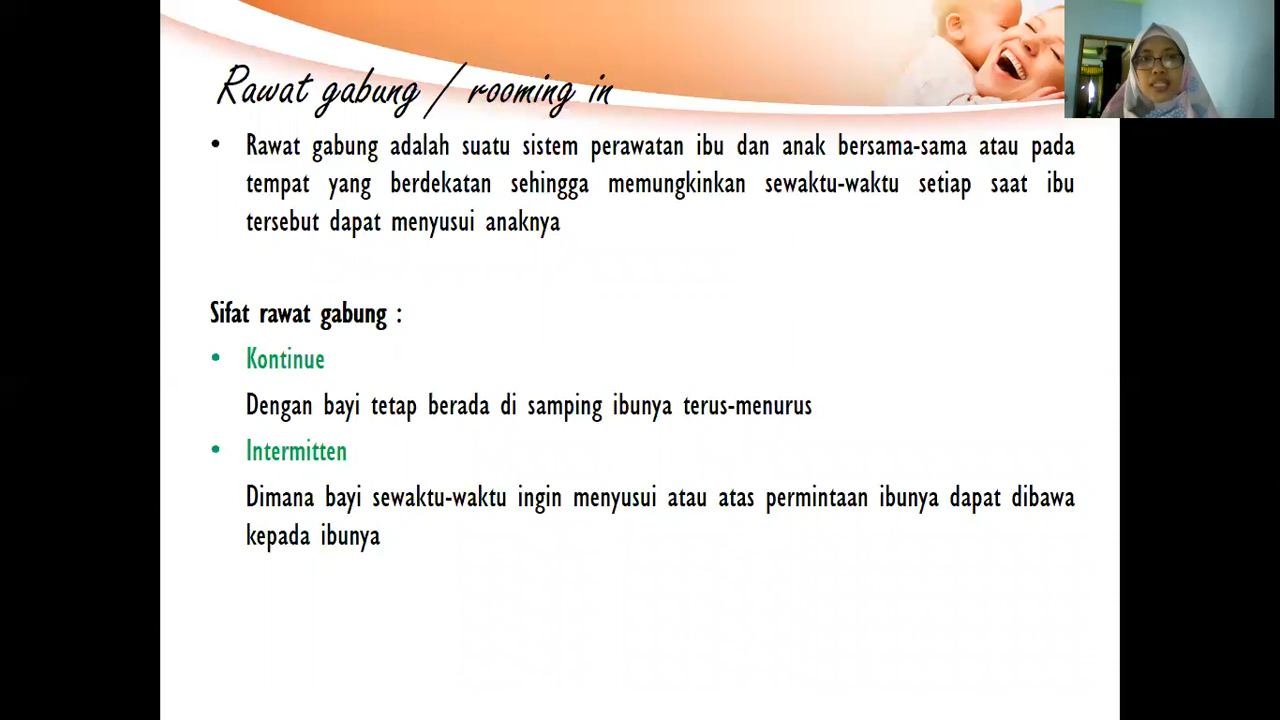 Rawat gabung / rooming in
• Rawat gabung adalah suatu sistem perawatan ibu dan anak bersama-sama atau pada
tempat yang berdekatan sehingga memungkinkan sewaktu-waktu setiap saat ibu
tersebut dapat menyusui anaknya
Sifat rawat gabung :
• Kontinue
Dengan bayi tetap berada di samping ibunya terus-menurus
• Intermitten
Dimana bayi sewaktu-waktu ingin menyusui atau atas permintaan ibunya dapat dibawa
kepada ibunya